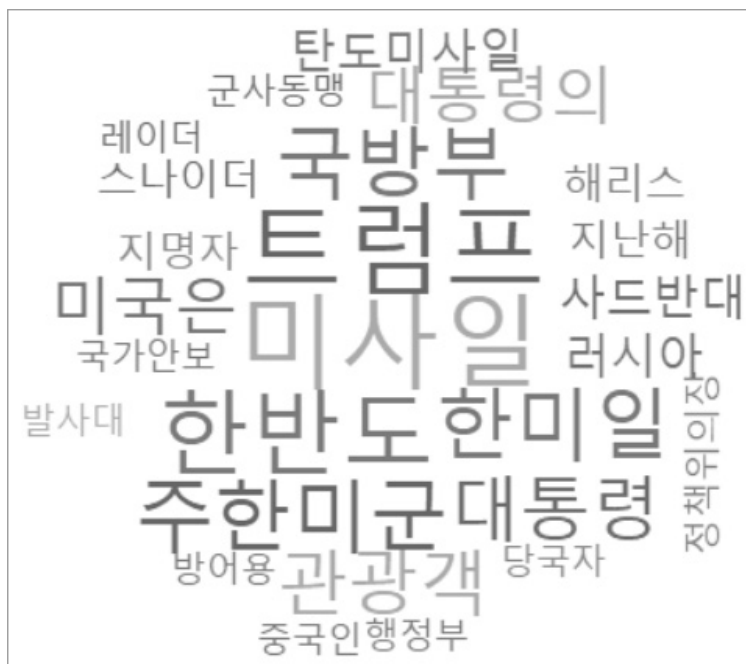 탄도미사일
군사동맹 대통령의
레이더
스나이더 국방부 해리스
지명자 트럼프 지난해
미국은 미사일 사드반대
국가안보 러시아
발사대 한반도 한미일 정책위의장
주한미군 대통령
방어용 관광객 당국자
중국인 행정부